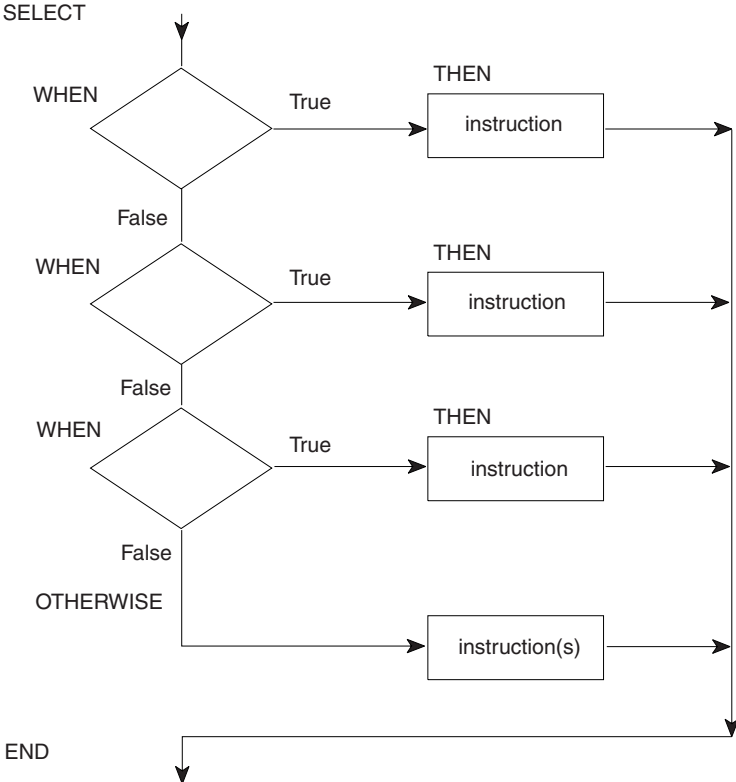 SELECT
WHEN
True
THEN
instruction
False
WHEN
True
THEN
instruction
False
WHEN
True
THEN
instruction
False
OTHERWISE
instruction(s)
END